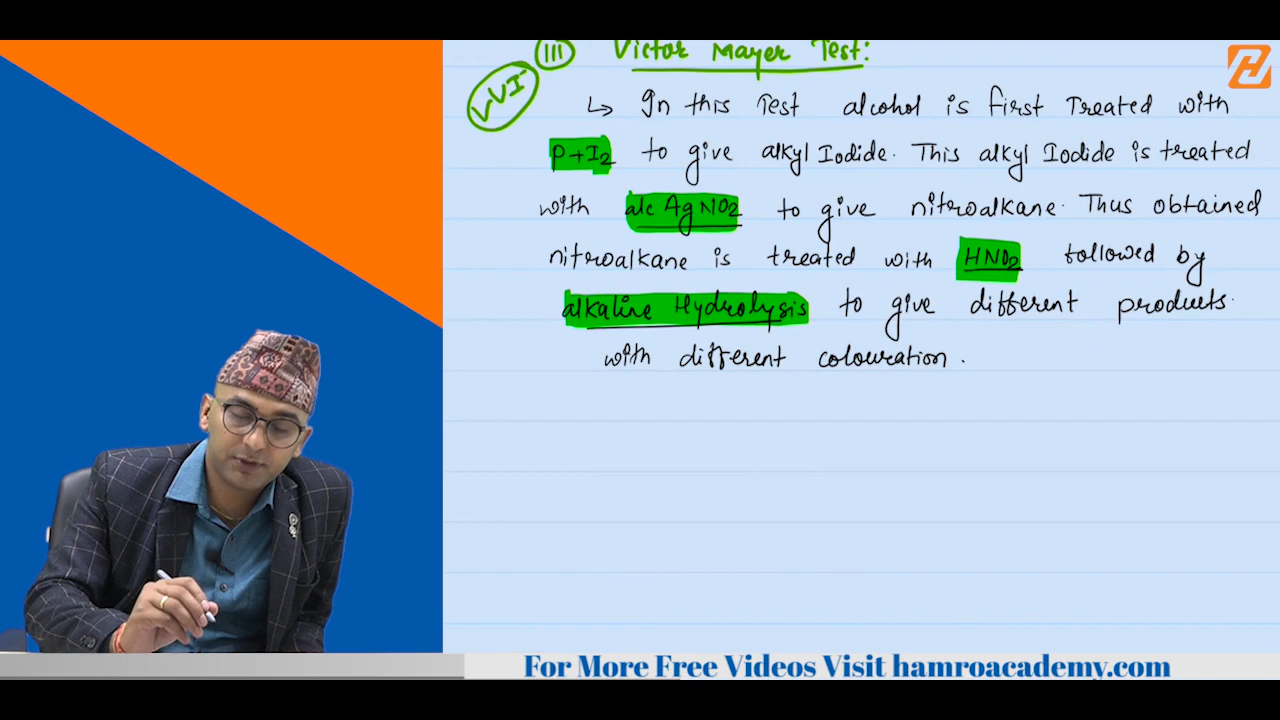 (III) Victor Mayer Test:
VVI
↳ In this Test alcohol is first Treated with
P+I2 to give alkyl Iodide. This alkyl Iodide is treated
with alc AgNO2 to give nitroalkane. Thus obtained
nitroalkane is treated with HNO2 followed by
alkaline Hydrolysis to give different products
with different colouration.
For More Free Videos Visit hamroacademy.com